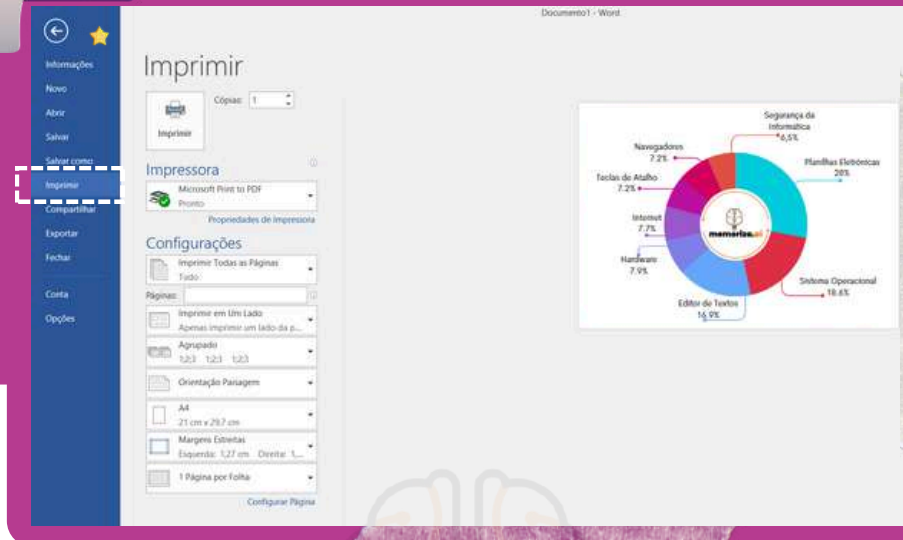 Documento1 - Word
Informações
Novo
Abrir
Salvar
Salvar como
Imprimir
Compartilhar
Exportar
Fechar
Conta
Opções
Imprimir
Cópias: 1
Imprimir
Impressora
Microsoft Print to PDF
Pronto
Propriedades de Impressora
Configurações
Imprimir Todas as Páginas
Tudo
Páginas:
Imprimir em Um Lado
Apenas imprimir um lado da p...
Agrupado
1;2;3 1;2;3 1;2;3
Orientação Paisagem
A4
21 cm x 29,7 cm
Margens Estreitas
Esquerda: 1,27 cm Direita: 1,...
1 Página por Folha
Configurar Página
Segurança da
Informática
6,5%
Navegadores
7.2%
Planilhas Eletrônicas
28%
Teclas de Atalho
7.2%
Internet
7.7%
memorize.ai
Hardware
7.9%
Sistema Operacional
18.6%
Editor de Textos
16.9%